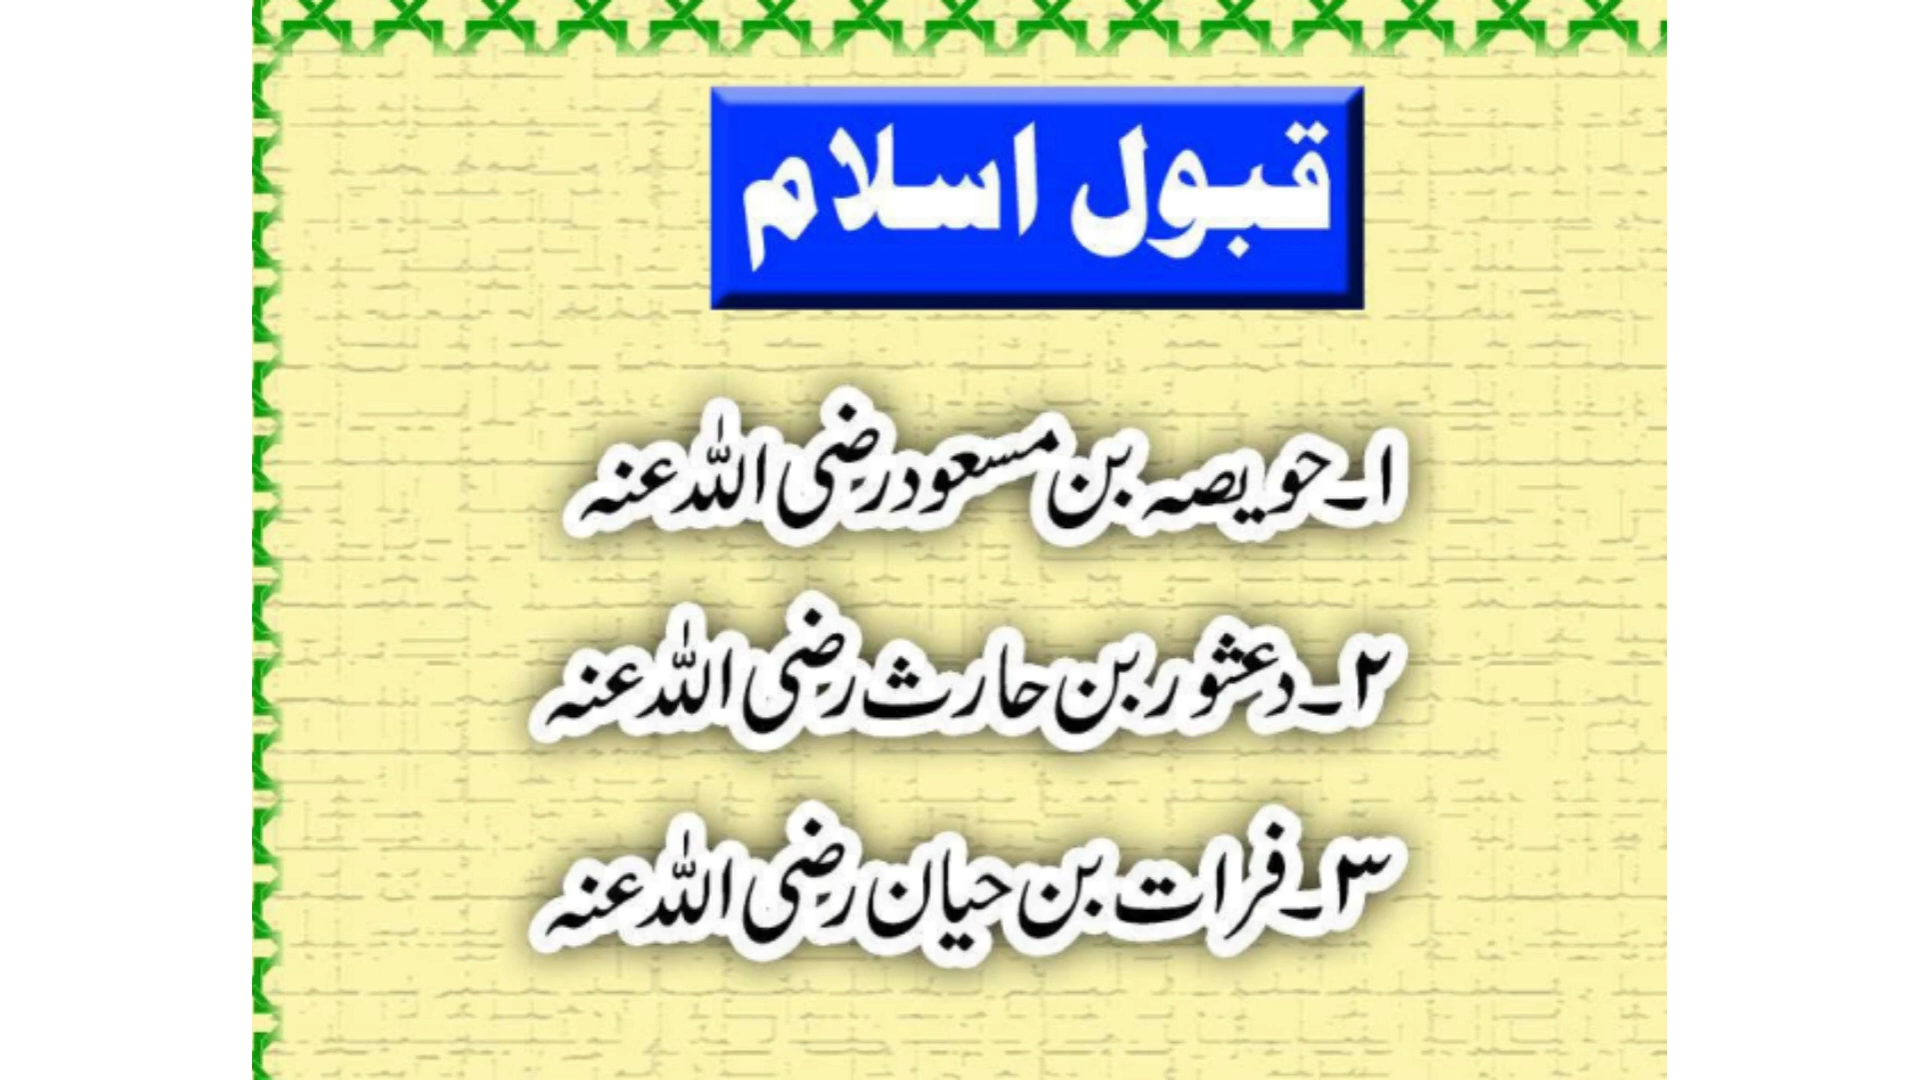 قبول اسلام
۱۔حویصہ بن مسعود رضی اللہ عنہ
۲۔دعثور بن حارث رضی اللہ عنہ
۳۔فرات بن حیان رضی اللہ عنہ